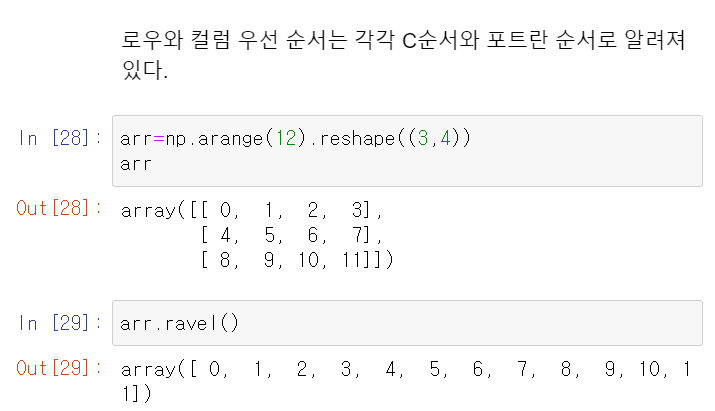 로우와 컬럼 우선 순서는 각각 C순서와 포트란 순서로 알려져
있다.
In [28]: arr=np.arange(12).reshape((3,4))
arr
Out[28]: array([[ 0,  1,  2,  3],
[ 4,  5,  6,  7],
[ 8,  9, 10, 11]])
In [29]: arr.ravel()
Out[29]: array([ 0,  1,  2,  3,  4,  5,  6,  7,  8,  9, 10, 1
1])